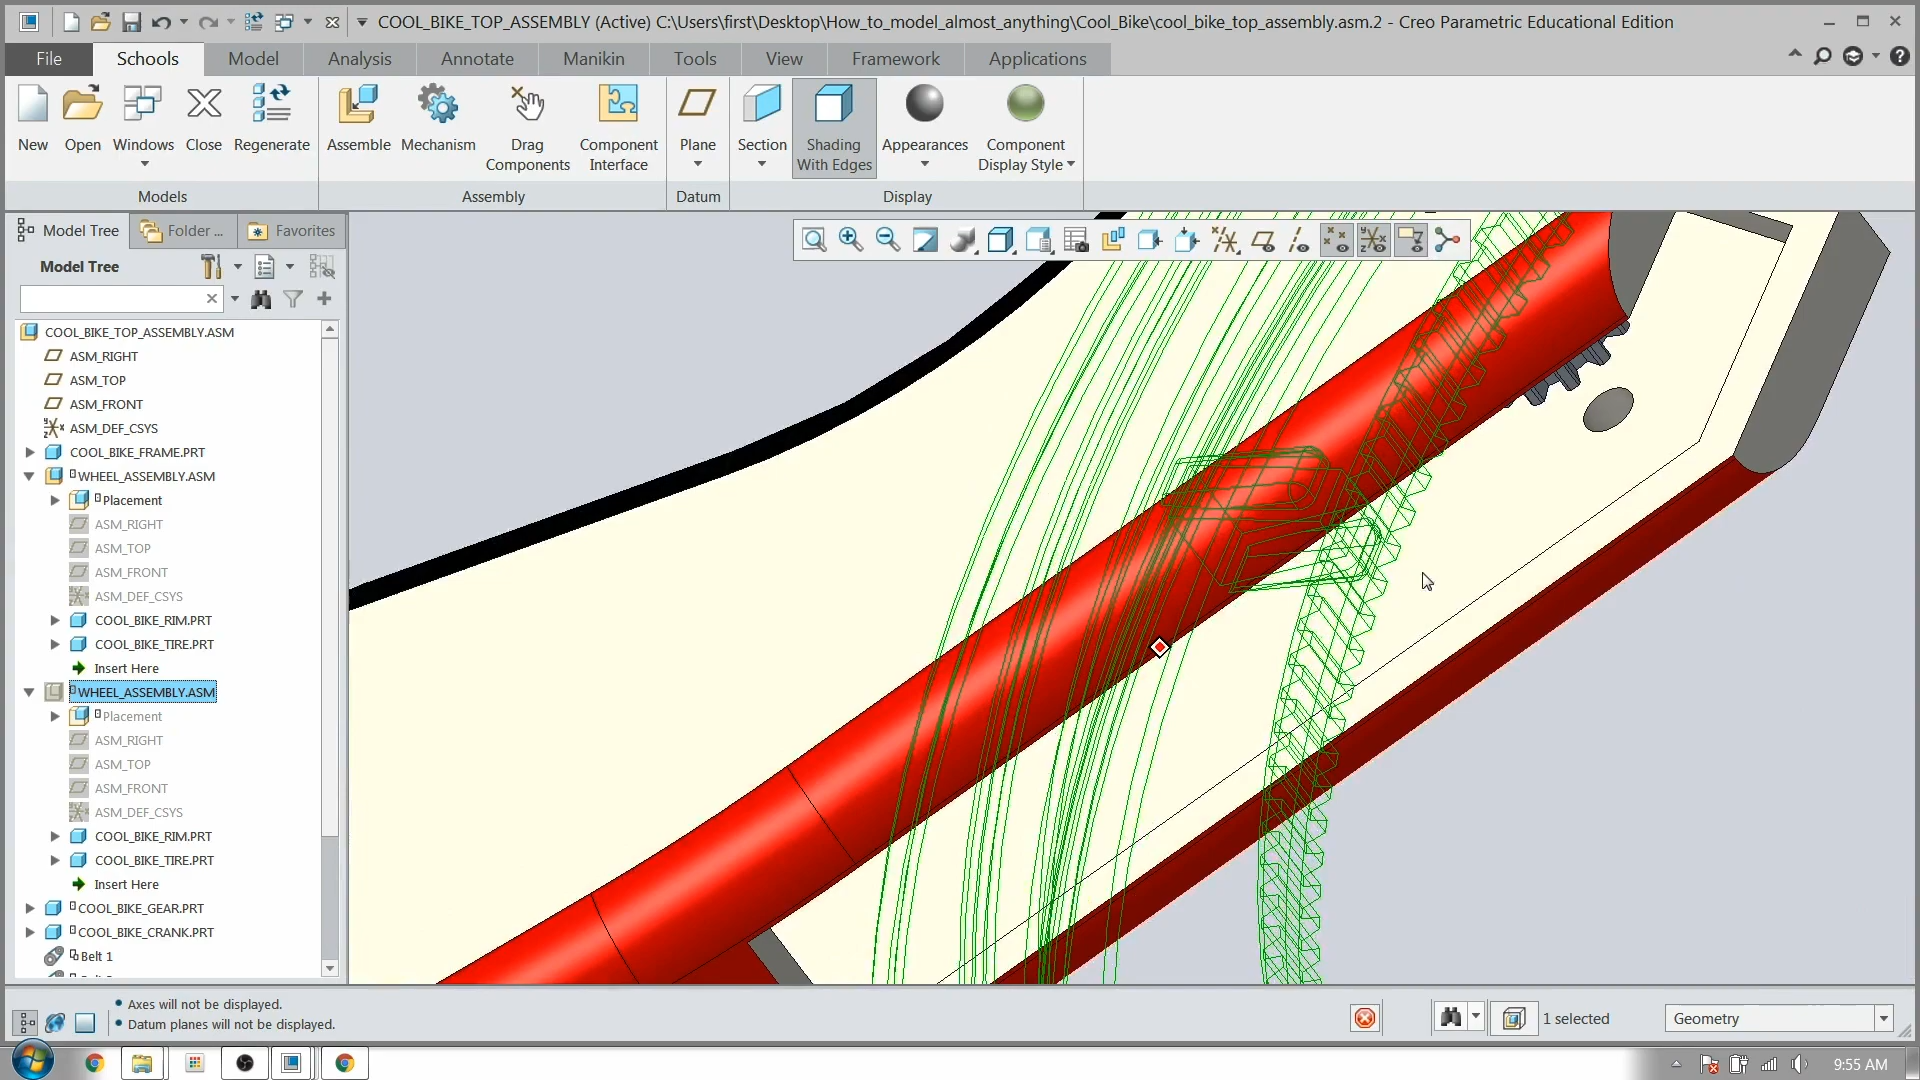 COOL_BIKE_TOP_ASSEMBLY (Active) C:\Users\first\Desktop\How_to_model_almost_anything\Cool_Bike\cool_bike_top_assembly.asm.2 - Creo Parametric Educational Edition
File Schools Model Analysis Annotate Manikin Tools View Framework Applications
New Open Windows Close Regenerate Assemble Mechanism Drag Components Component Interface Plane Section Shading With Edges Appearances Component Display Style
Models Assembly Datum Display
Model Tree Folder ... Favorites
Model Tree
COOL_BIKE_TOP_ASSEMBLY.ASM
ASM_RIGHT
ASM_TOP
ASM_FRONT
ASM_DEF_CSYS
COOL_BIKE_FRAME.PRT
WHEEL_ASSEMBLY.ASM
Placement
ASM_RIGHT
ASM_TOP
ASM_FRONT
ASM_DEF_CSYS
COOL_BIKE_RIM.PRT
COOL_BIKE_TIRE.PRT
Insert Here
WHEEL_ASSEMBLY.ASM
Placement
ASM_RIGHT
ASM_TOP
ASM_FRONT
ASM_DEF_CSYS
COOL_BIKE_RIM.PRT
COOL_BIKE_TIRE.PRT
Insert Here
COOL_BIKE_GEAR.PRT
COOL_BIKE_CRANK.PRT
Belt 1
• Axes will not be displayed.
• Datum planes will not be displayed.
1 selected
Geometry
9:55 AM